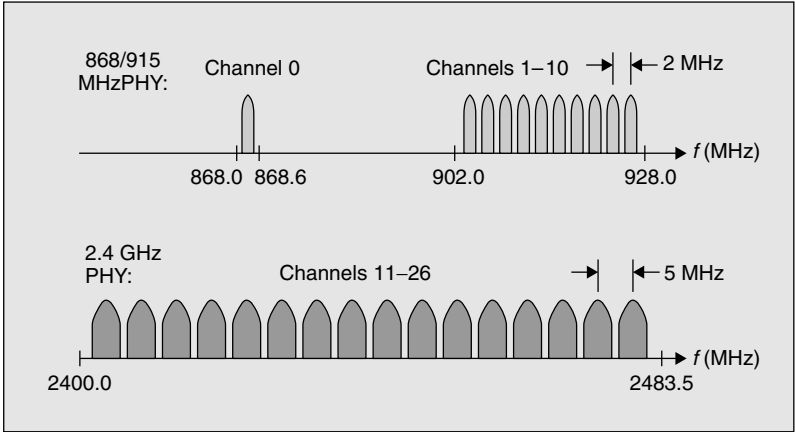 868/915
MHzPHY:
Channel 0
Channels 1–10
2 MHz
f (MHz)
868.0
868.6
902.0
928.0
2.4 GHz
PHY:
Channels 11–26
5 MHz
f (MHz)
2400.0
2483.5